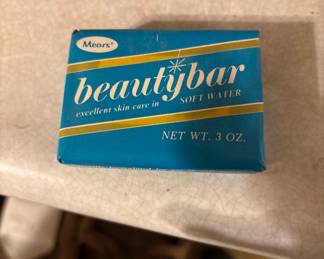 Mears®
beautybar
excellent skin care in SOFT WATER
NET WT. 3 OZ.